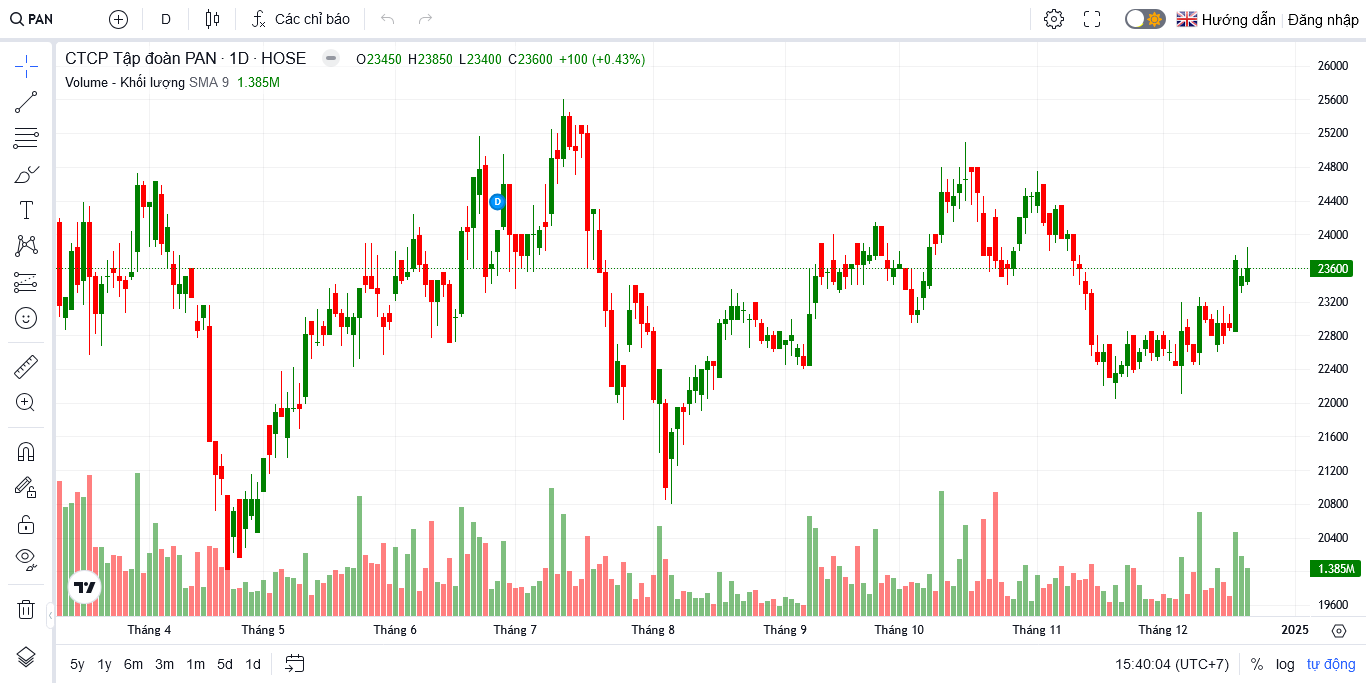 PAN D Các chỉ báo Hướng dẫn Đăng nhập
CTCP Tập đoàn PAN · 1D · HOSE O23450 H23850 L23400 C23600 +100 (+0.43%)
Volume - Khối lượng SMA 9 1.385M
26000
25600
25200
24800
24400
D
24000
23600
23200
22800
22400
22000
21600
21200
20800
20400
1.385M
19600
Tháng 4 Tháng 5 Tháng 6 Tháng 7 Tháng 8 Tháng 9 Tháng 10 Tháng 11 Tháng 12 2025
5y 1y 6m 3m 1m 5d 1d 15:40:04 (UTC+7) % log tự động